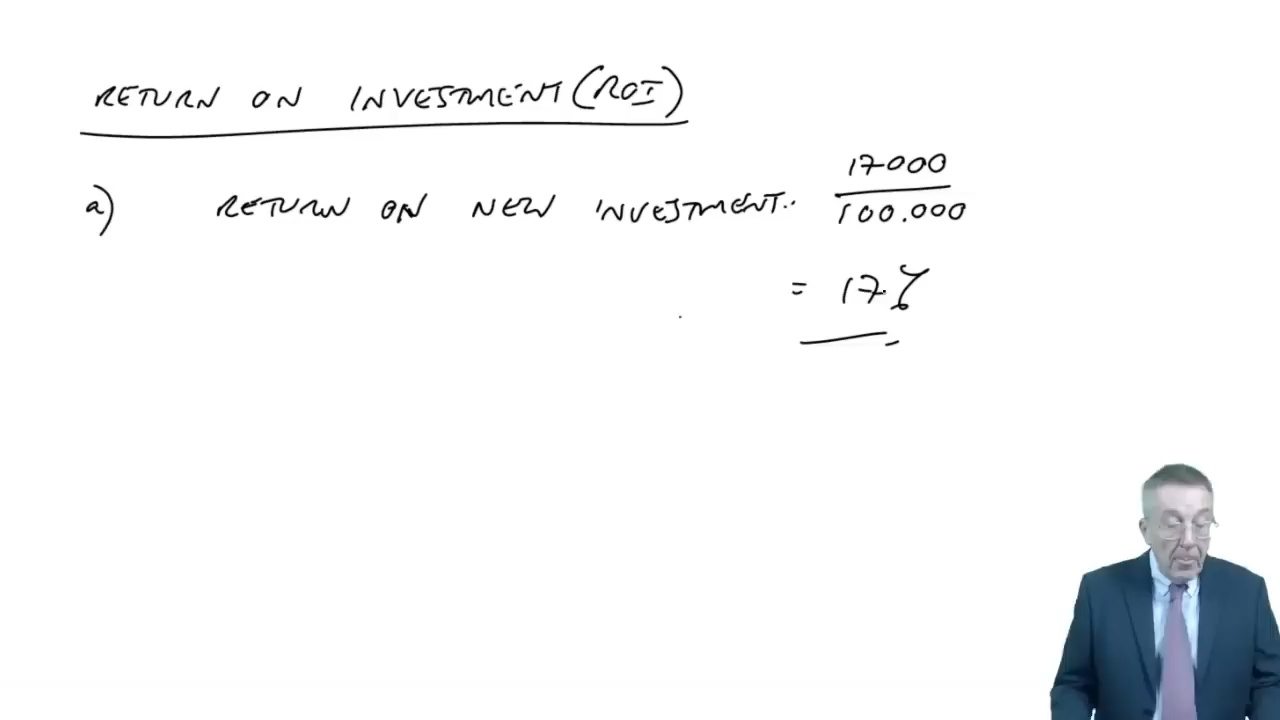 RETURN ON INVESTMENT (ROI)
a) RETURN ON NEW INVESTMENT: 17000
100.000
= 17%